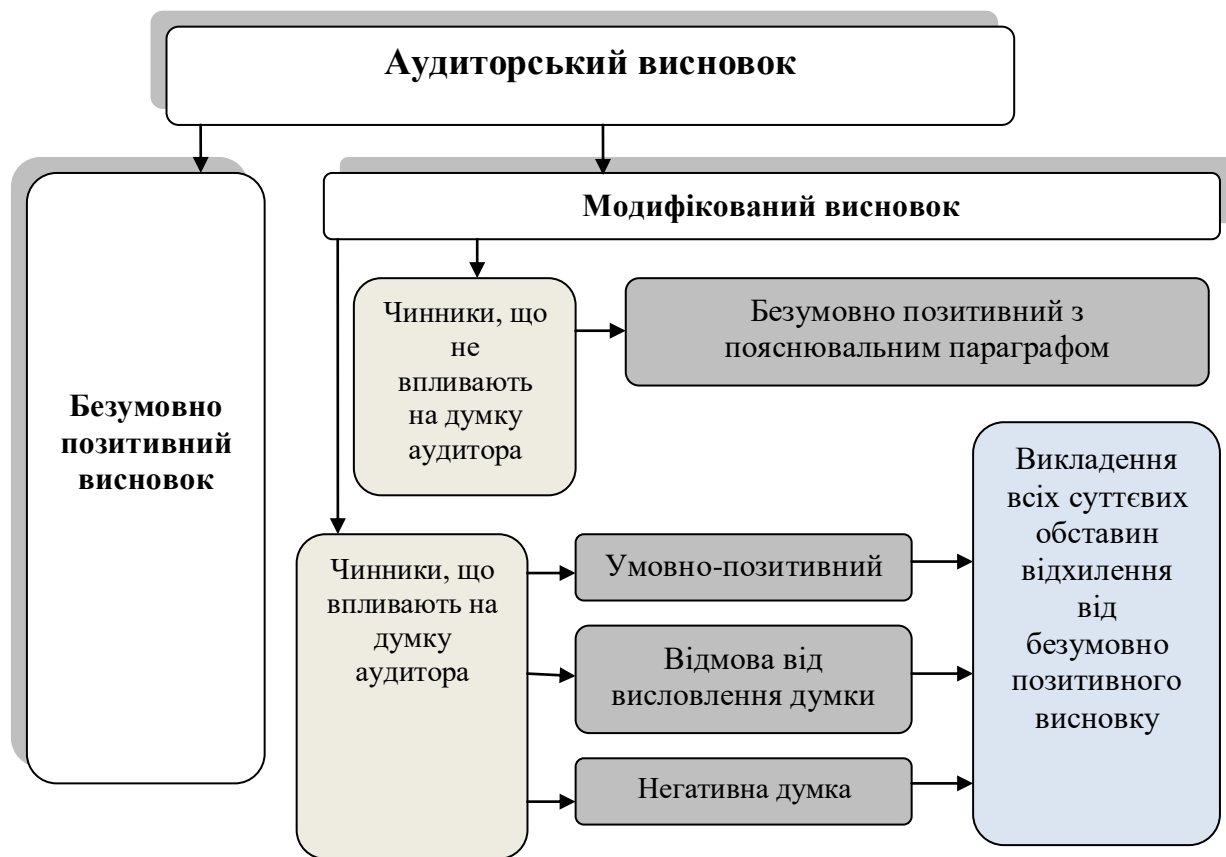 Аудиторський висновок
Модифікований висновок
Безумовно
позитивний
висновок
Чинники, що
не
впливають
на думку
аудитора
Безумовно позитивний з
пояснювальним параграфом
Чинники, що
впливають на
думку
аудитора
Умовно-позитивний
Відмова від
висловлення думки
Негативна думка
Викладення
всіх суттєвих
обставин
відхилення
від
безумовно
позитивного
висновку